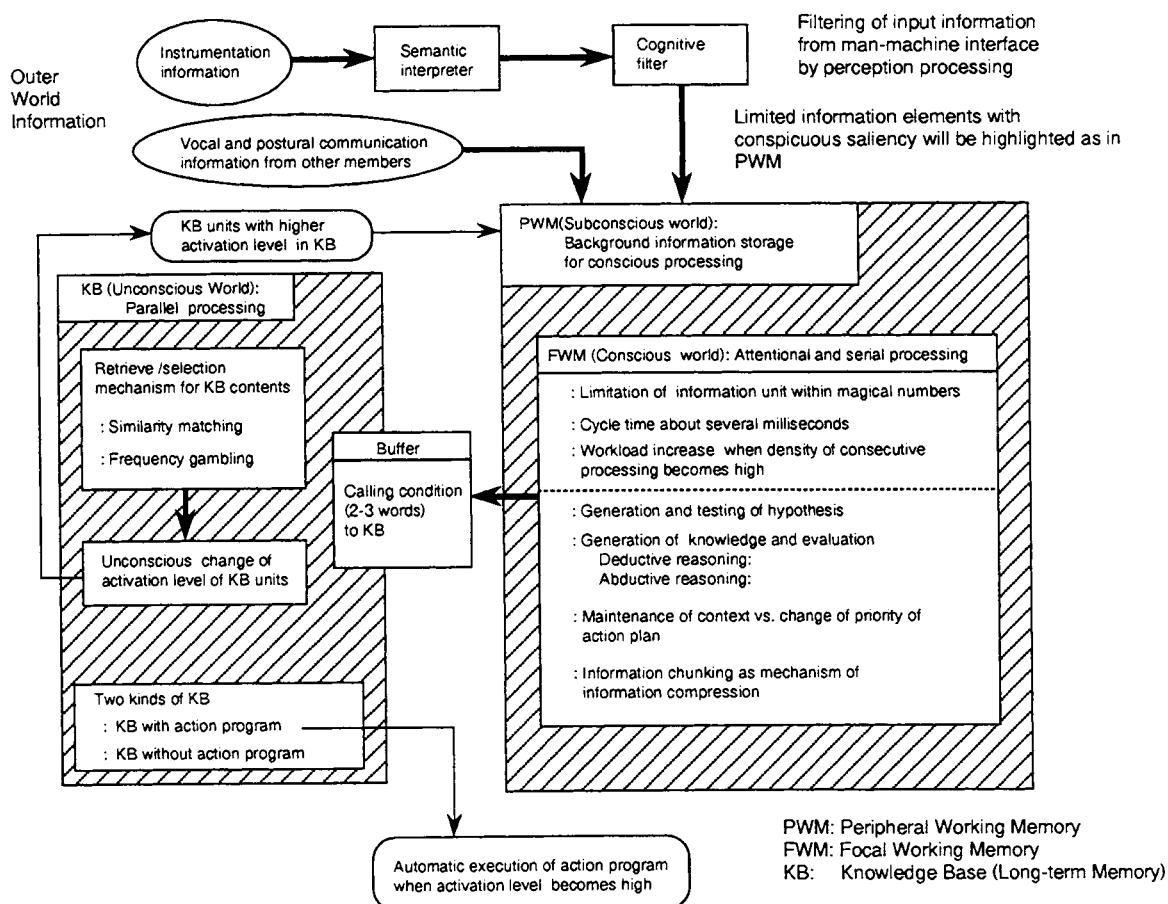 Outer
World
Information
Instrumentation
information
Semantic
interpreter
Cognitive
filter
Filtering of input information
from man-machine interface
by perception processing
Vocal and postural communication
information from other members
Limited information elements with
conspicuous saliency will be highlighted as in
PWM
KB units with higher
activation level in KB
PWM(Subconscious world):
Background information storage
for conscious processing
KB (Unconscious World):
Parallel processing
Retrieve /selection
mechanism for KB contents
: Similarity matching
: Frequency gambling
Unconscious change of
activation level of KB units
Two kinds of KB
: KB with action program
: KB without action program
Buffer
Calling condition
(2-3 words)
to KB
FWM (Conscious world): Attentional and serial processing
: Limitation of information unit within magical numbers
: Cycle time about several milliseconds
: Workload increase when density of consecutive
processing becomes high
: Generation and testing of hypothesis
: Generation of knowledge and evaluation
Deductive reasoning:
Abductive reasoning:
: Maintenance of context vs. change of priority of
action plan
: Information chunking as mechanism of
information compression
Automatic execution of action program
when activation level becomes high
PWM: Peripheral Working Memory
FWM: Focal Working Memory
KB: Knowledge Base (Long-term Memory)